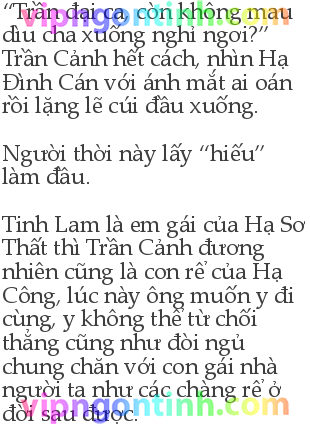 “Trần đại ca, còn không mau
dìu cha xuống nghỉ ngơi?”
Trần Cảnh hết cách, nhìn Hạ
Đình Cán với ánh mắt ai oán
rồi lặng lẽ cúi đầu xuống.
Người thời này lấy “hiếu”
làm đầu.
Tinh Lam là em gái của Hạ Sơ
Thất thì Trần Cảnh đương
nhiên cũng là con rể của Hạ
Công, lúc này ông muốn y đi
cùng, y không thể từ chối
thẳng cũng như đòi ngủ
chung chăn với con gái nhà
người ta như các chàng rể ở
đời sau được.
vipngontinh.com
vipngontinh.com
vipngontinh.com